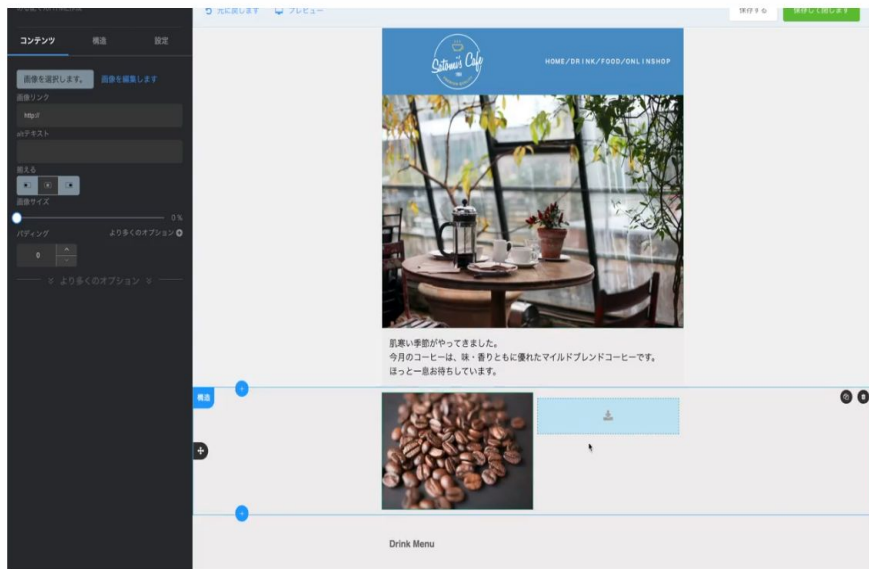 元に戻します
プレビュー
保存する
保存して閉じます
コンテンツ
構造
設定
画像を選択します。
画像を編集します
画像リンク
http://
altテキスト
揃える
画像サイズ
0 %
パディング
より多くのオプション
0
より多くのオプション
Satomi's Cafe
HOME/DRINK/FOOD/ONLINSHOP
肌寒い季節がやってきました。
今月のコーヒーは、味・香りともに優れたマイルドブレンドコーヒーです。
ほっと一息お待ちしています。
構造
Drink Menu